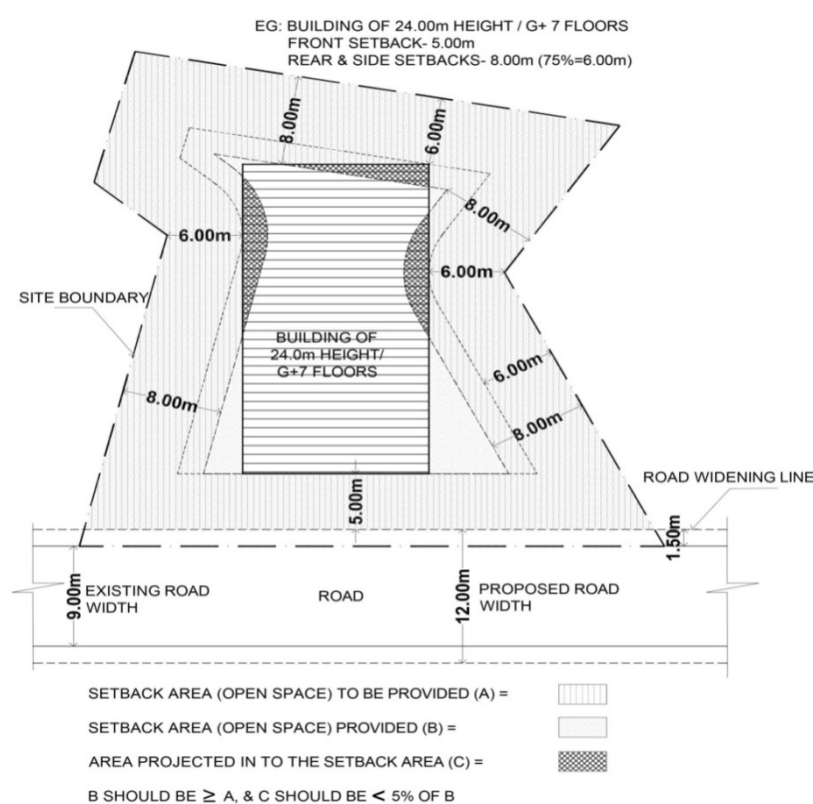 EG: BUILDING OF 24.00m HEIGHT / G+ 7 FLOORS
FRONT SETBACK- 5.00m
REAR & SIDE SETBACKS- 8.00m (75%=6.00m)
8.00m
6.00m
8.00m
6.00m
6.00m
SITE BOUNDARY
BUILDING OF
24.0m HEIGHT/
G+7 FLOORS
6.00m
8.00m
8.00m
5.00m
ROAD WIDENING LINE
1.50m
9.00m
EXISTING ROAD
WIDTH
ROAD
12.00m
PROPOSED ROAD
WIDTH
SETBACK AREA (OPEN SPACE) TO BE PROVIDED (A) =
SETBACK AREA (OPEN SPACE) PROVIDED (B) =
AREA PROJECTED IN TO THE SETBACK AREA (C) =
B SHOULD BE ≥ A, & C SHOULD BE < 5% OF B